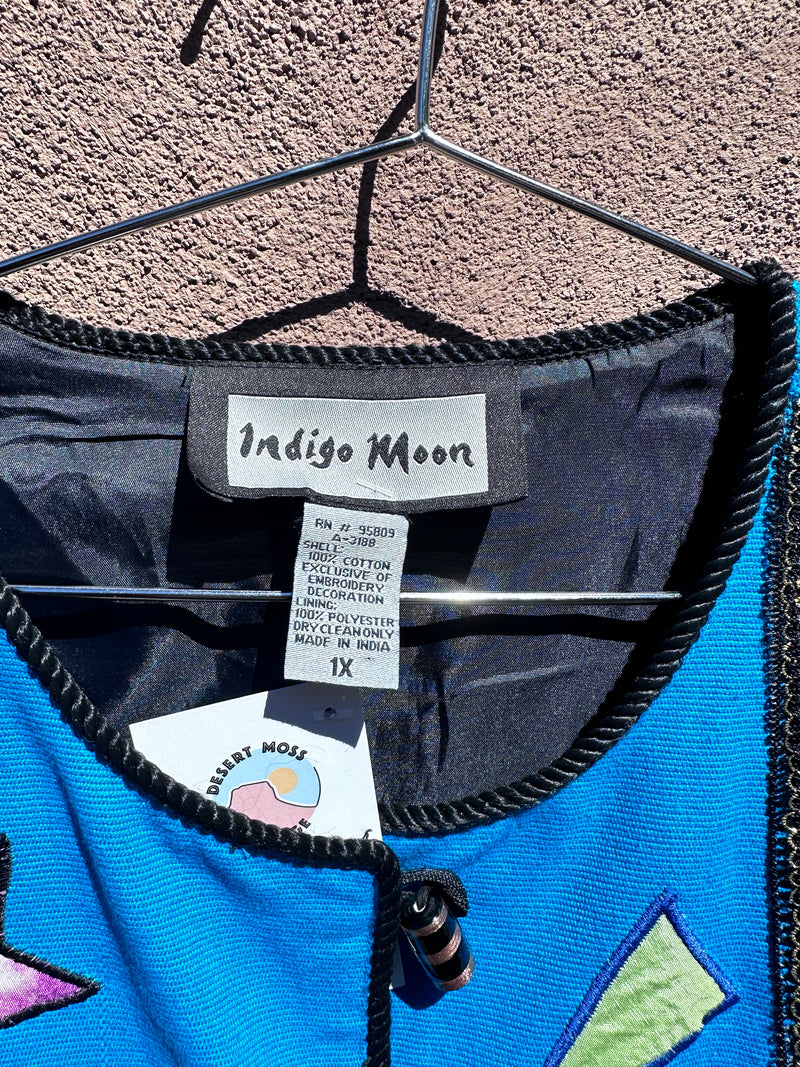 Indigo Moon
RN # 95809
A-3188
SHELL:
100% COTTON
EXCLUSIVE OF
EMBROIDERY
DECORATION
LINING:
100% POLYESTER
DRY CLEAN ONLY
MADE IN INDIA
1X
DESERT MOSS